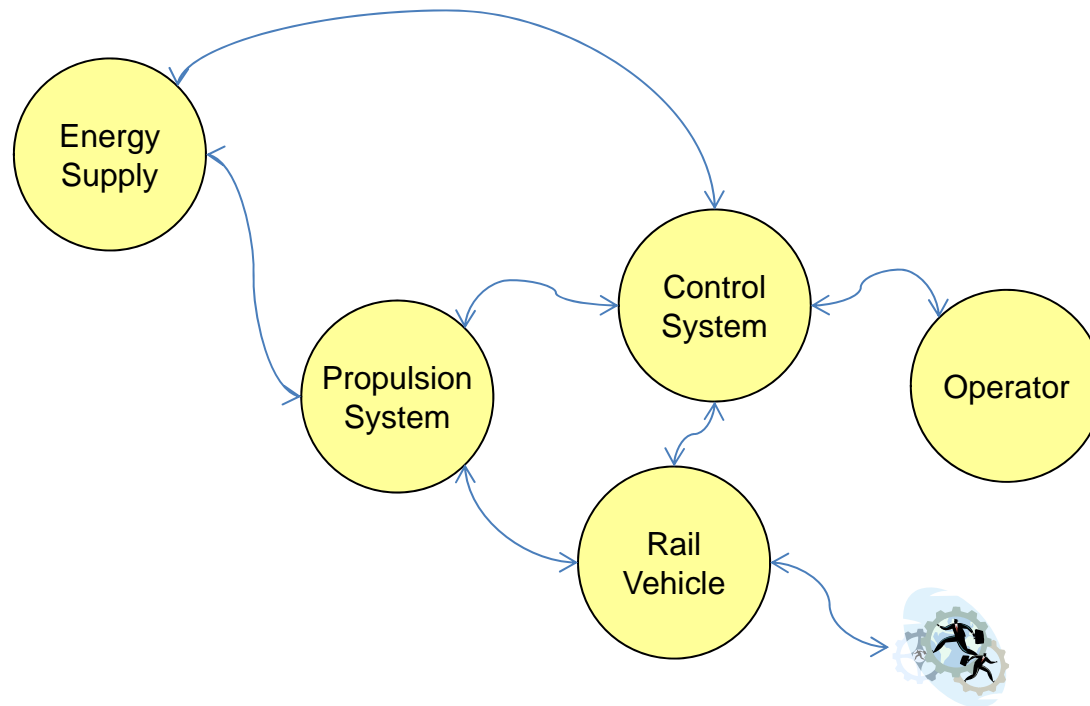 Energy
Supply
Control
System
Propulsion
System
Operator
Rail
Vehicle